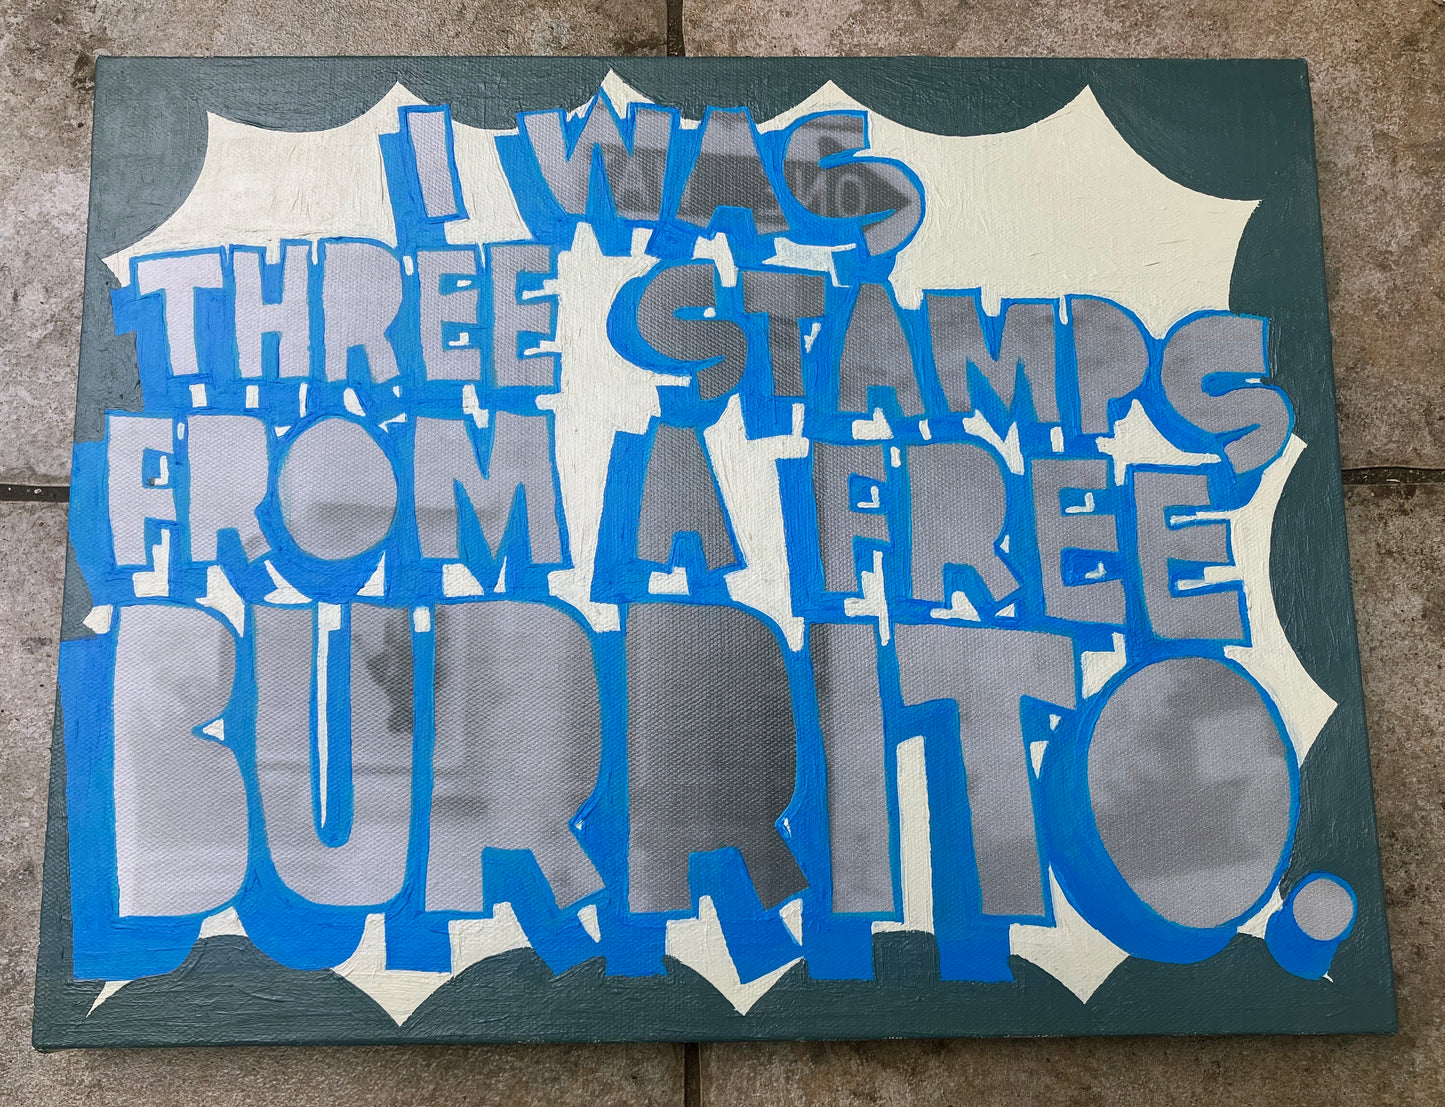 I WAS
THREE STAMPS
FROM A FREE
BURRITO.